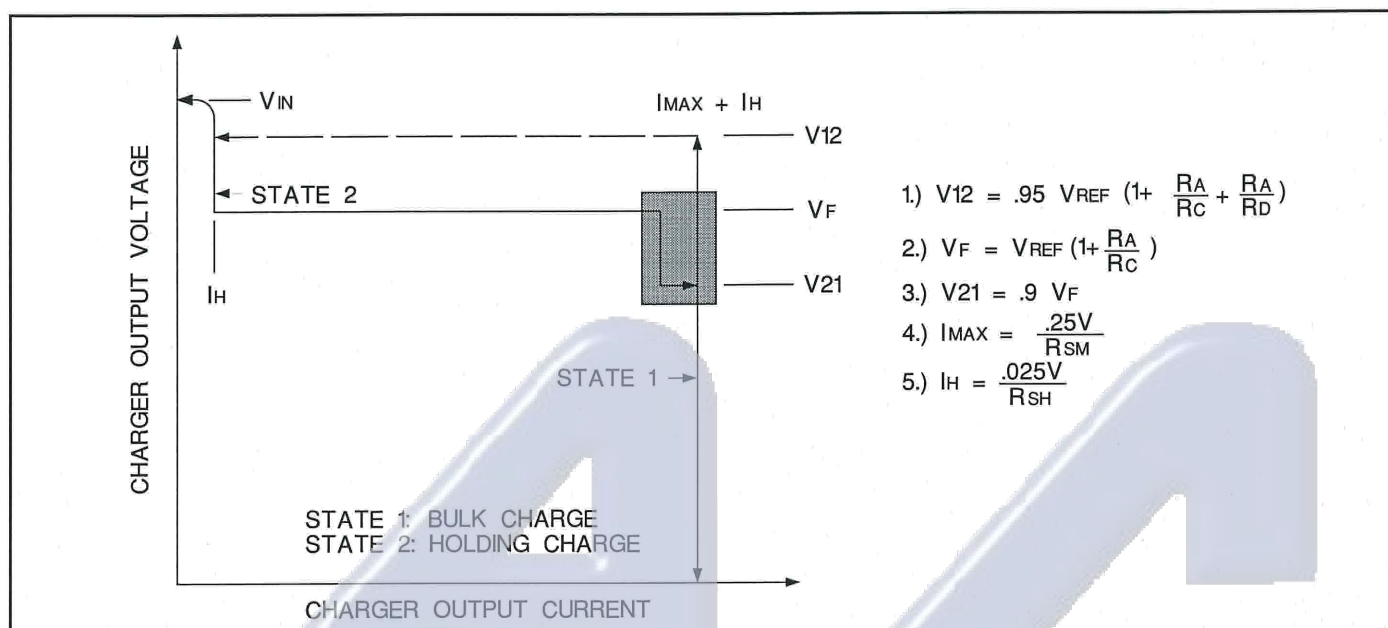 CHARGER OUTPUT VOLTAGE
VIN
IMAX + IH
V12
STATE 2
VF
IH
V21
STATE 1
STATE 1: BULK CHARGE
STATE 2: HOLDING CHARGE
CHARGER OUTPUT CURRENT
1.) V12 = .95 VREF (1+ RA/RC + RA/RD)
2.) VF = VREF (1+ RA/RC )
3.) V21 = .9 VF
4.) IMAX = .25V/RSM
5.) IH = .025V/RSH